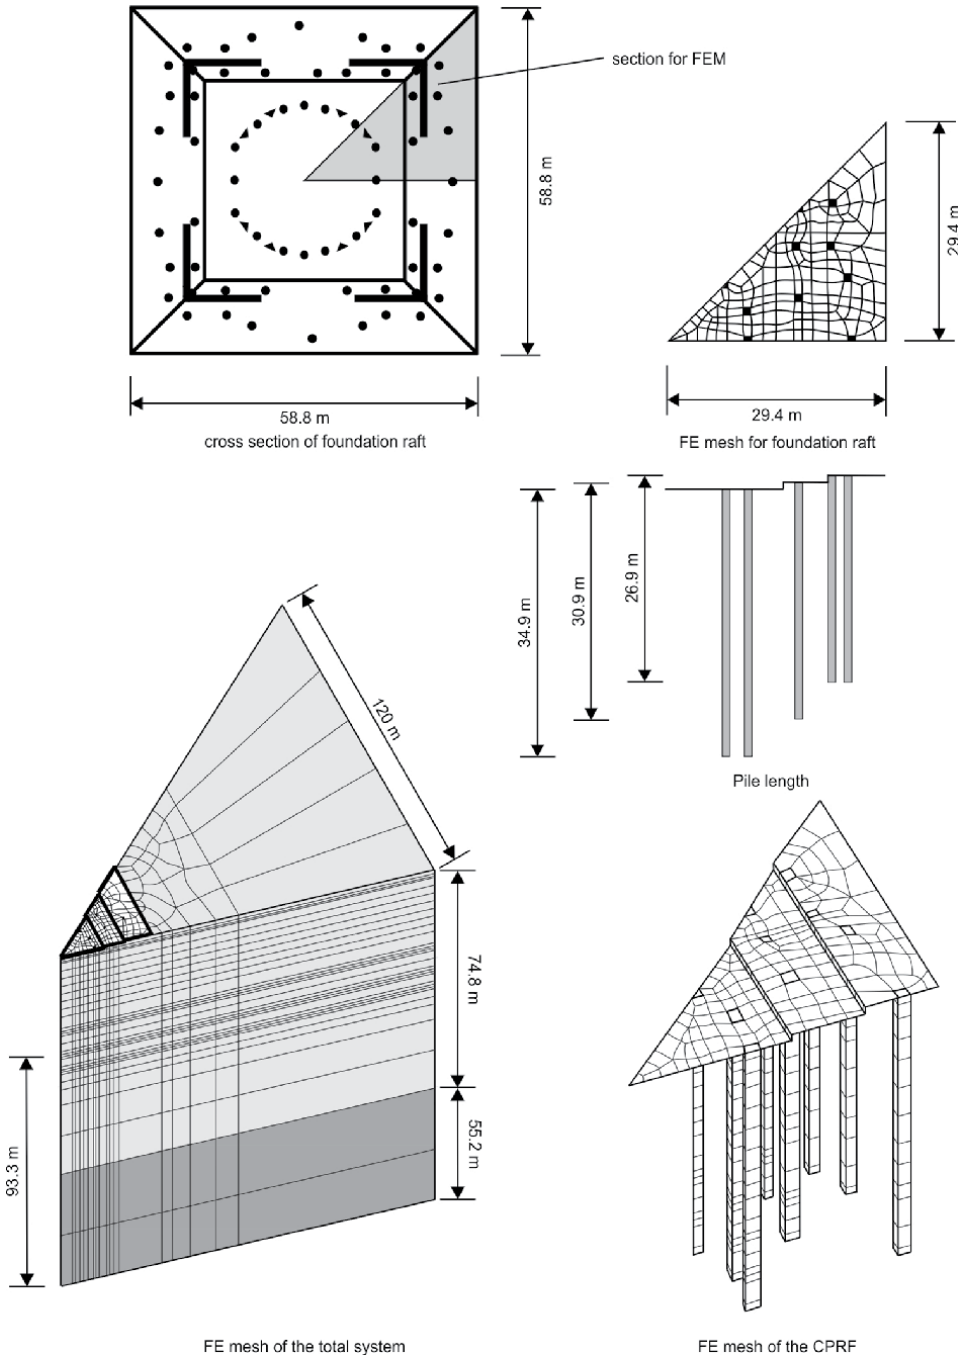 section for FEM
58.8 m
29.4 m
58.8 m
cross section of foundation raft
29.4 m
FE mesh for foundation raft
34.9 m
30.9 m
26.9 m
Pile length
120 m
74.8 m
55.2 m
93.3 m
FE mesh of the total system
FE mesh of the CPRF